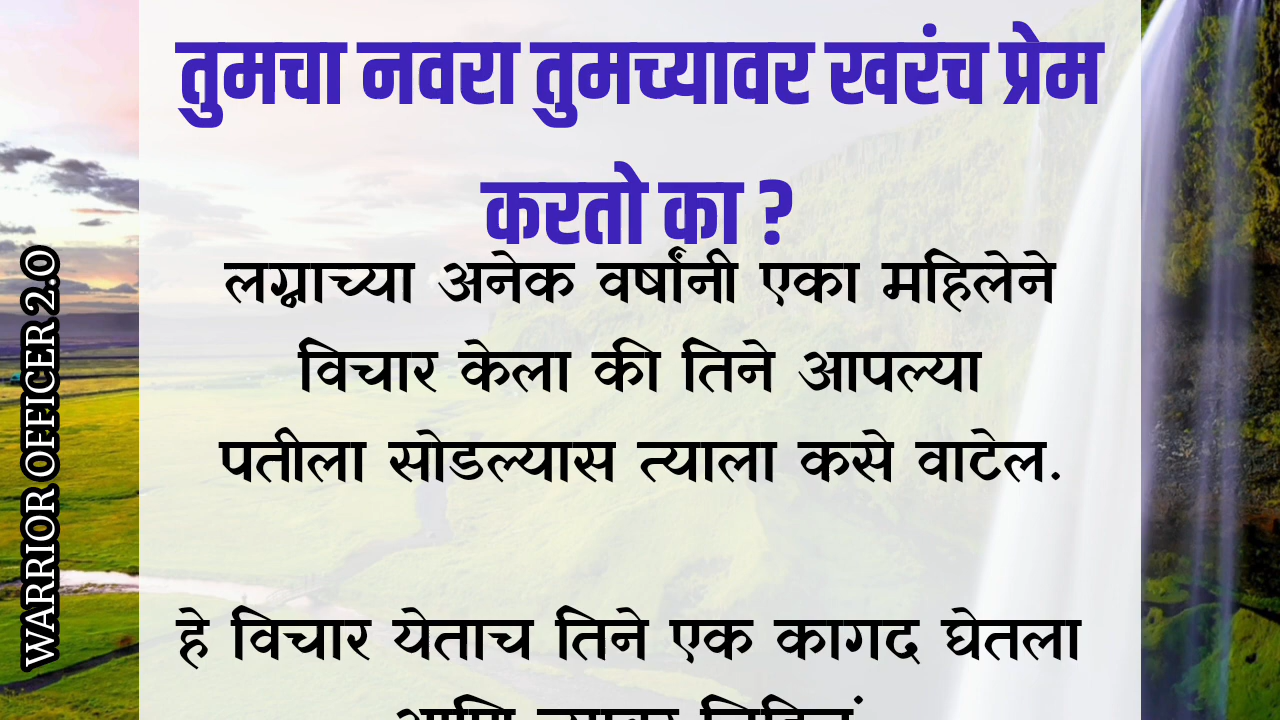 तुमचा नवरा तुमच्यावर खरंच प्रेम
करतो का ?
लग्नाच्या अनेक वर्षांनी एका महिलेने
विचार केला की तिने आपल्या
पतीला सोडल्यास त्याला कसे वाटेल.
हे विचार येताच तिने एक कागद घेतला
WARRIOR OFFICER 2.0